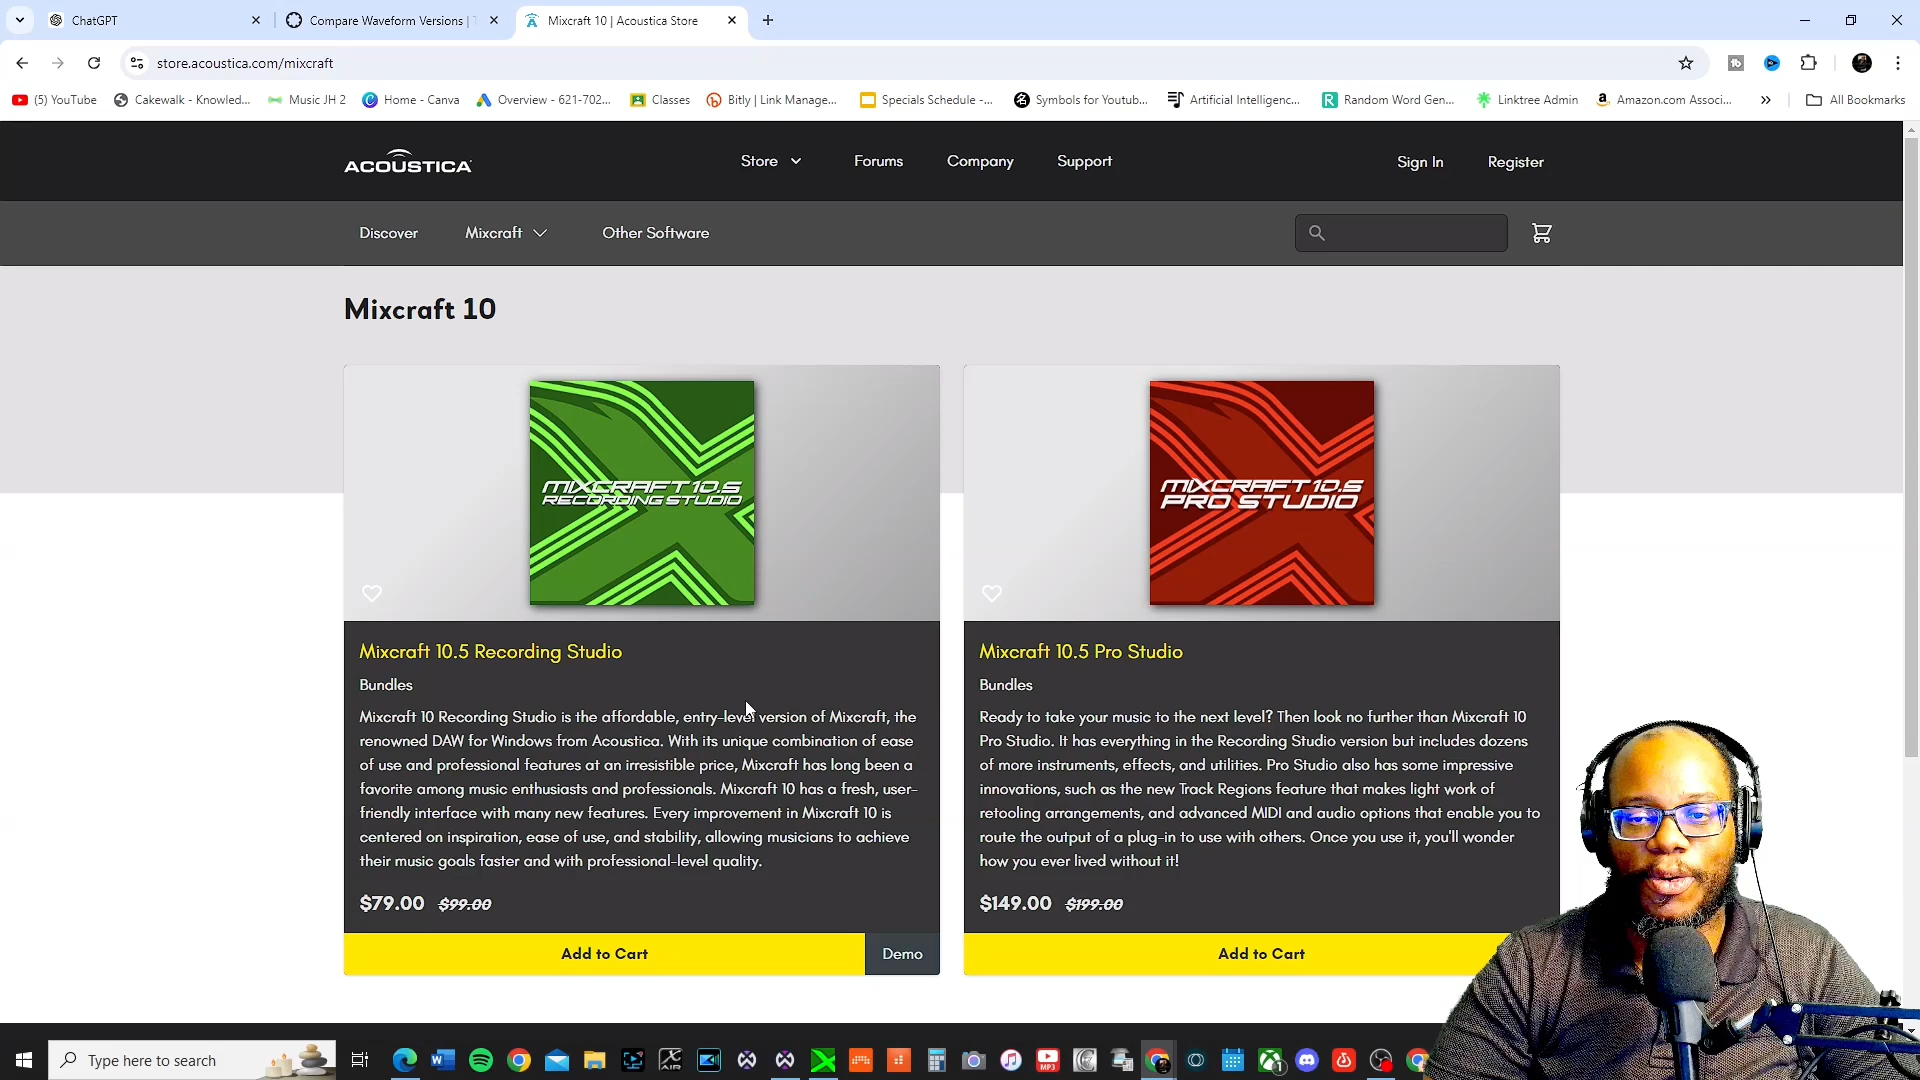 ChatGPT
Compare Waveform Versions |
Mixcraft 10 | Acoustica Store
store.acoustica.com/mixcraft
(5) YouTube
Cakewalk - Knowled...
Music JH 2
Home - Canva
Overview - 621-702...
Classes
Bitly | Link Manage...
Specials Schedule -...
Symbols for Youtub...
Artificial Intelligenc...
Random Word Gen...
Linktree Admin
Amazon.com Associ...
All Bookmarks
ACOUSTICA
Store
Forums
Company
Support
Sign In
Register
Discover
Mixcraft
Other Software
Mixcraft 10
MIXCRAFT 10.5
RECORDING STUDIO
MIXCRAFT 10.5
PRO STUDIO
Mixcraft 10.5 Recording Studio
Bundles
Mixcraft 10 Recording Studio is the affordable, entry-level version of Mixcraft, the
renowned DAW for Windows from Acoustica. With its unique combination of ease
of use and professional features at an irresistible price, Mixcraft has long been a
favorite among music enthusiasts and professionals. Mixcraft 10 has a fresh, user-
friendly interface with many new features. Every improvement in Mixcraft 10 is
centered on inspiration, ease of use, and stability, allowing musicians to achieve
their music goals faster and with professional-level quality.
$79.00 $99.00
Add to Cart
Demo
Mixcraft 10.5 Pro Studio
Bundles
Ready to take your music to the next level? Then look no further than Mixcraft 10
Pro Studio. It has everything in the Recording Studio version but includes dozens
of more instruments, effects, and utilities. Pro Studio also has some impressive
innovations, such as the new Track Regions feature that makes light work of
retooling arrangements, and advanced MIDI and audio options that enable you to
route the output of a plug-in to use with others. Once you use it, you'll wonder
how you ever lived without it!
$149.00 $199.00
Add to Cart
Type here to search
AIR
MP3